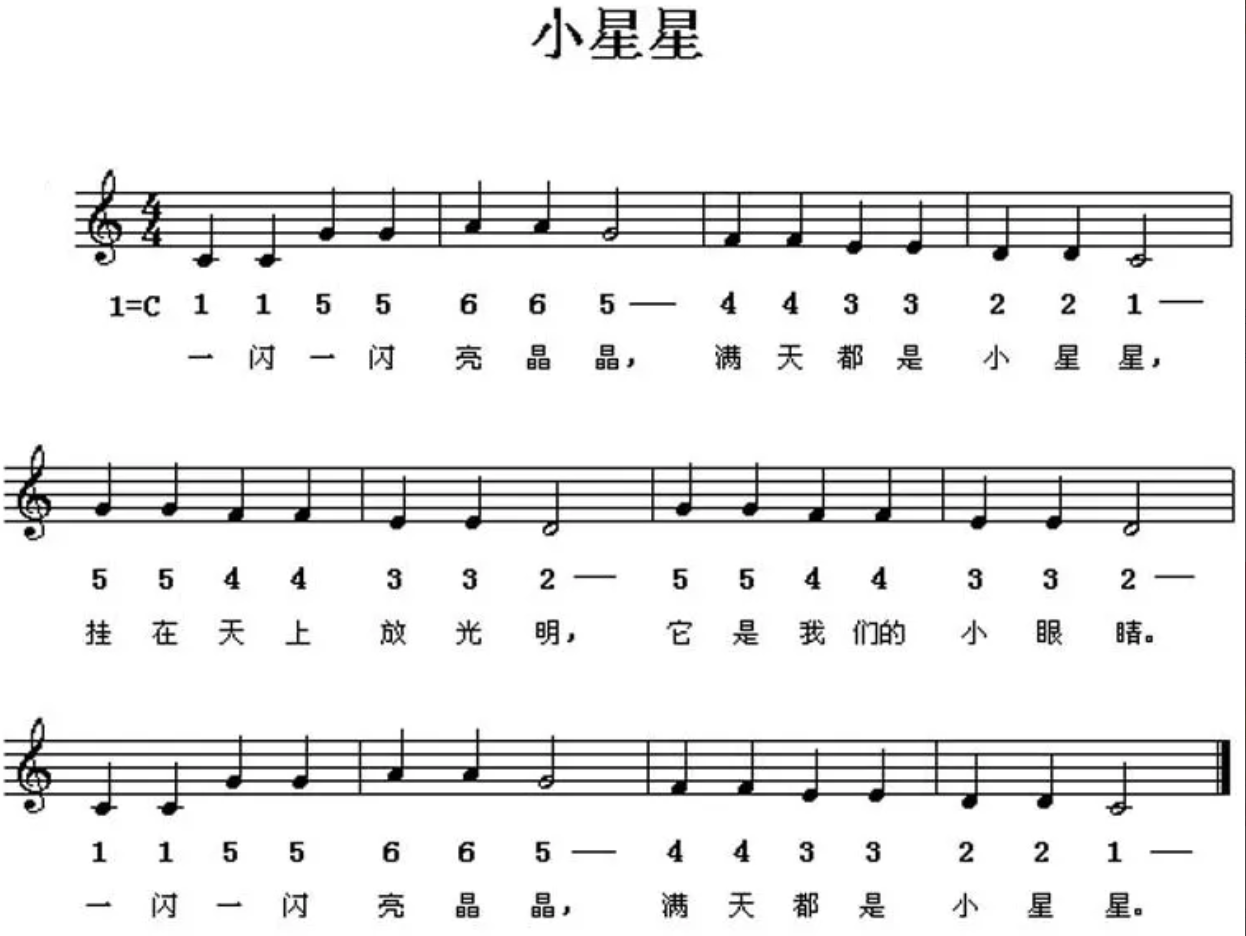 小星星
4
4
1=C 1 1 5 5 6 6 5 — 4 4 3 3 2 2 1 —
一 闪 一 闪 亮 晶 晶， 满 天 都 是 小 星 星，
5 5 4 4 3 3 2 — 5 5 4 4 3 3 2 —
挂 在 天 上 放 光 明， 它 是 我 们的 小 眼 睛。
1 1 5 5 6 6 5 — 4 4 3 3 2 2 1 —
一 闪 一 闪 亮 晶 晶， 满 天 都 是 小 星 星。